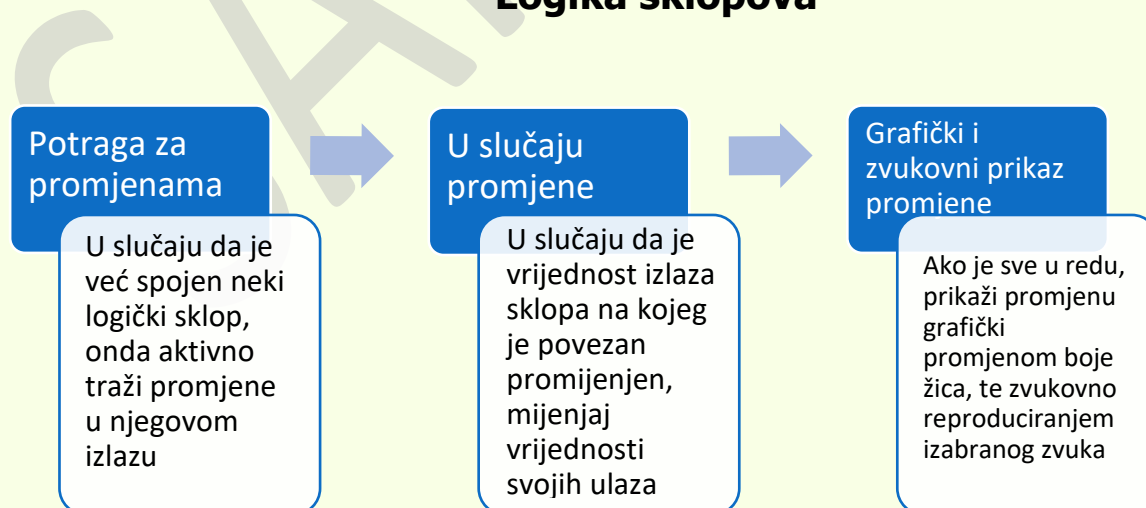 Logika sklopova
Potraga za
promjenama
U slučaju da je
već spojen neki
logički sklop,
onda aktivno
traži promjene
u njegovom
izlazu
U slučaju
promjene
U slučaju da je
vrijednost izlaza
sklopa na kojeg
je povezan
promijenjen,
mijenjaj
vrijednosti
svojih ulaza
Grafički i
zvukovni prikaz
promjene
Ako je sve u redu,
prikaži promjenu
grafički
promjenom boje
žica, te zvukovno
reproduciranjem
izabranog zvuka